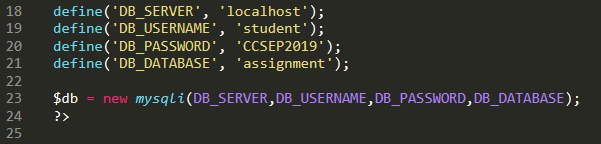 18 define('DB_SERVER', 'localhost');
19 define('DB_USERNAME', 'student');
20 define('DB_PASSWORD', 'CCSEP2019');
21 define('DB_DATABASE', 'assignment');
22
23 $db = new mysqli(DB_SERVER,DB_USERNAME,DB_PASSWORD,DB_DATABASE);
24 ?>
25